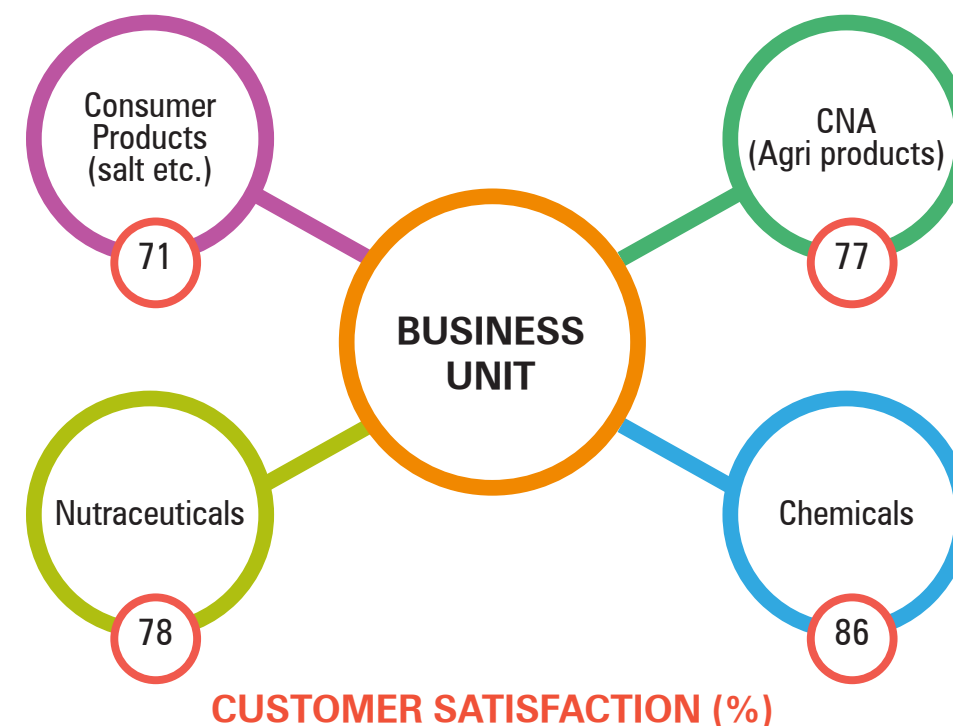 Consumer
Products
(salt etc.)
71
CNA
(Agri products)
77
BUSINESS
UNIT
Nutraceuticals
78
Chemicals
86
CUSTOMER SATISFACTION (%)